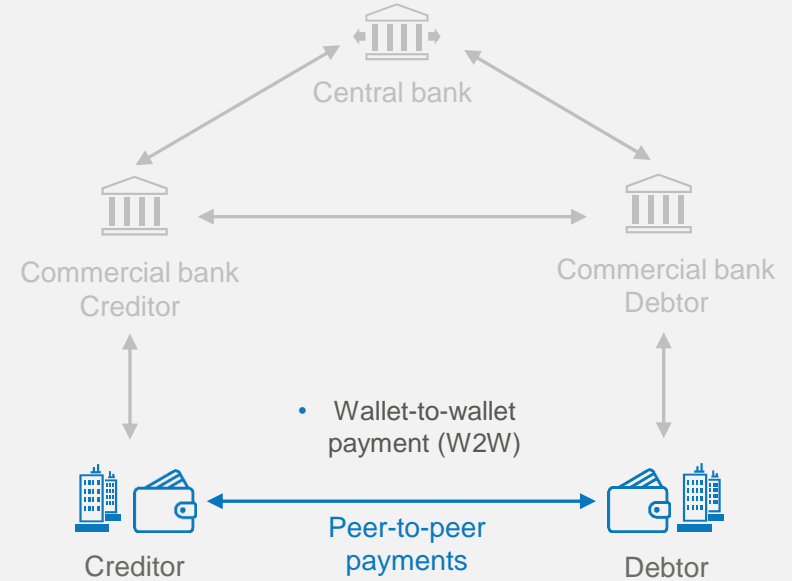 Central bank
Commercial bank
Creditor
Commercial bank
Debtor
• Wallet-to-wallet
payment (W2W)
Peer-to-peer
payments
Creditor
Debtor